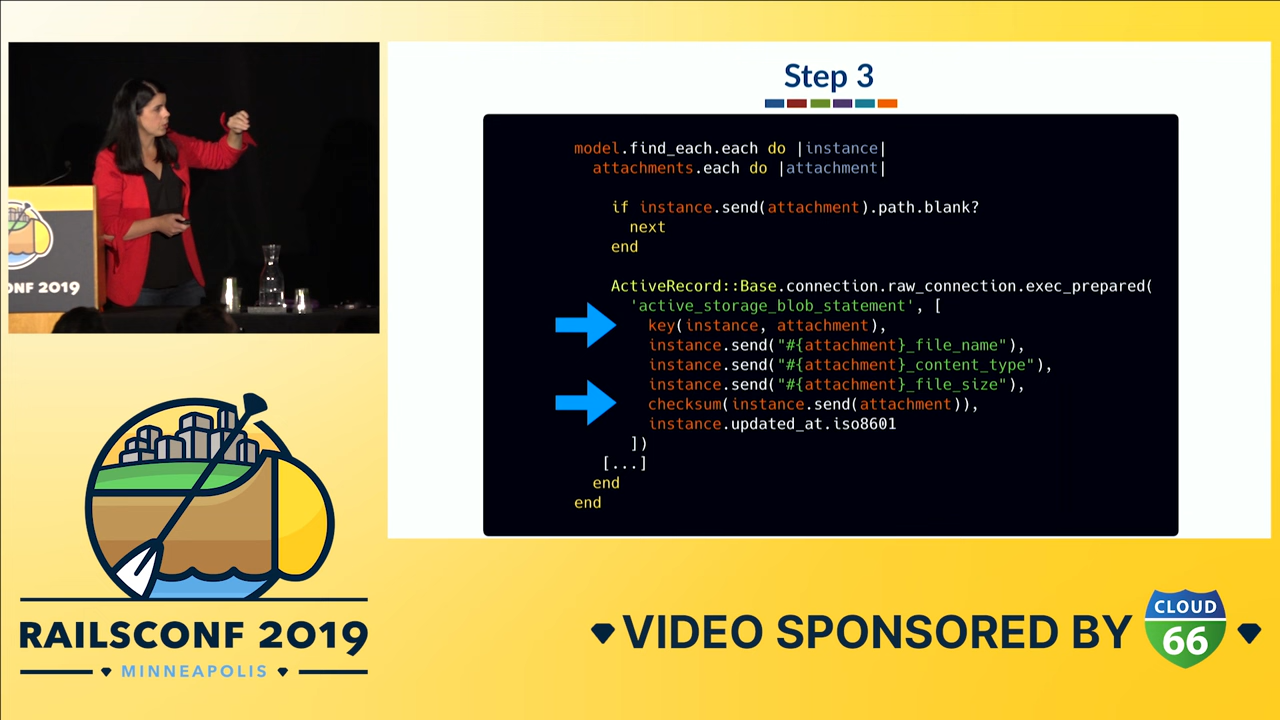 Step 3
model.find_each.each do |instance|
attachments.each do |attachment|
if instance.send(attachment).path.blank?
next
end
ActiveRecord::Base.connection.raw_connection.exec_prepared(
'active_storage_blob_statement', [
key(instance, attachment),
instance.send("#{attachment}_file_name"),
instance.send("#{attachment}_content_type"),
instance.send("#{attachment}_file_size"),
checksum(instance.send(attachment)),
instance.updated_at.iso8601
])
[...]
end
end
ONF 2019
RAILSCONF 2019
MINNEAPOLIS
VIDEO SPONSORED BY
CLOUD
66